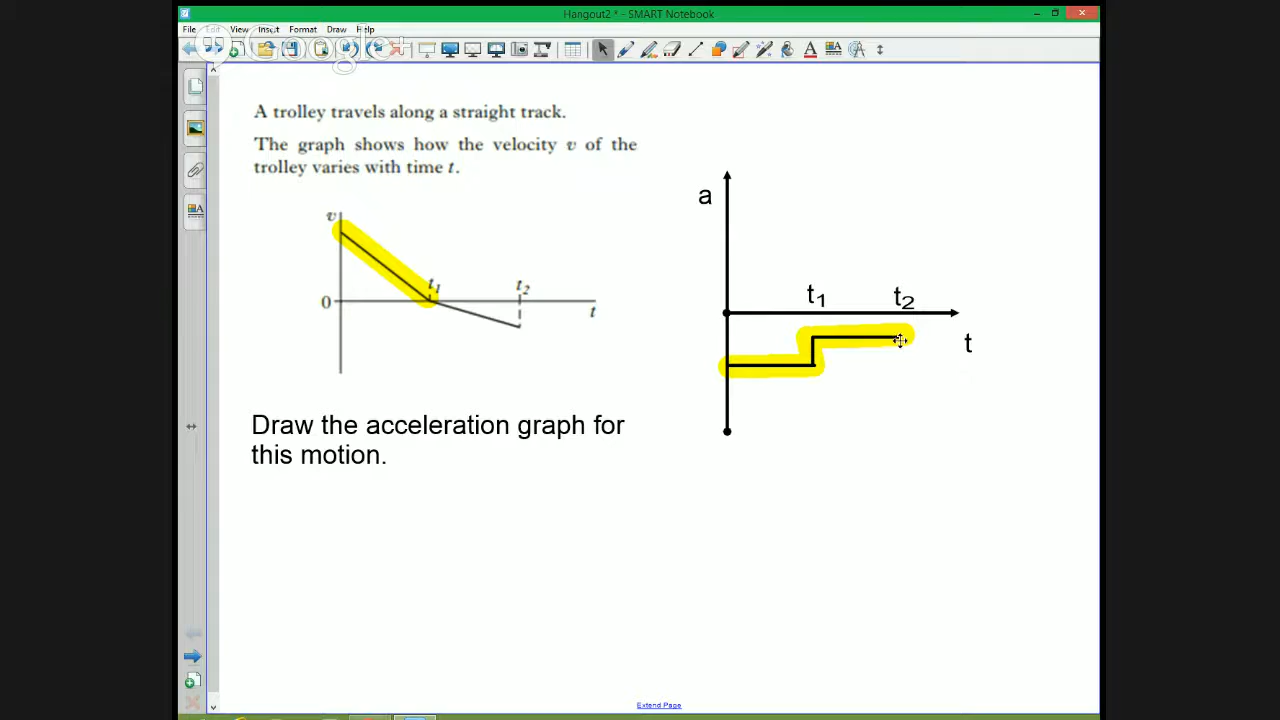 Hangout2 * - SMART Notebook
File Edit View Insert Format Draw Help
Google+
A trolley travels along a straight track.
The graph shows how the velocity v of the
trolley varies with time t.
v
t1
t2
0
t
a
t1
t2
t
Draw the acceleration graph for
this motion.
Extend Page